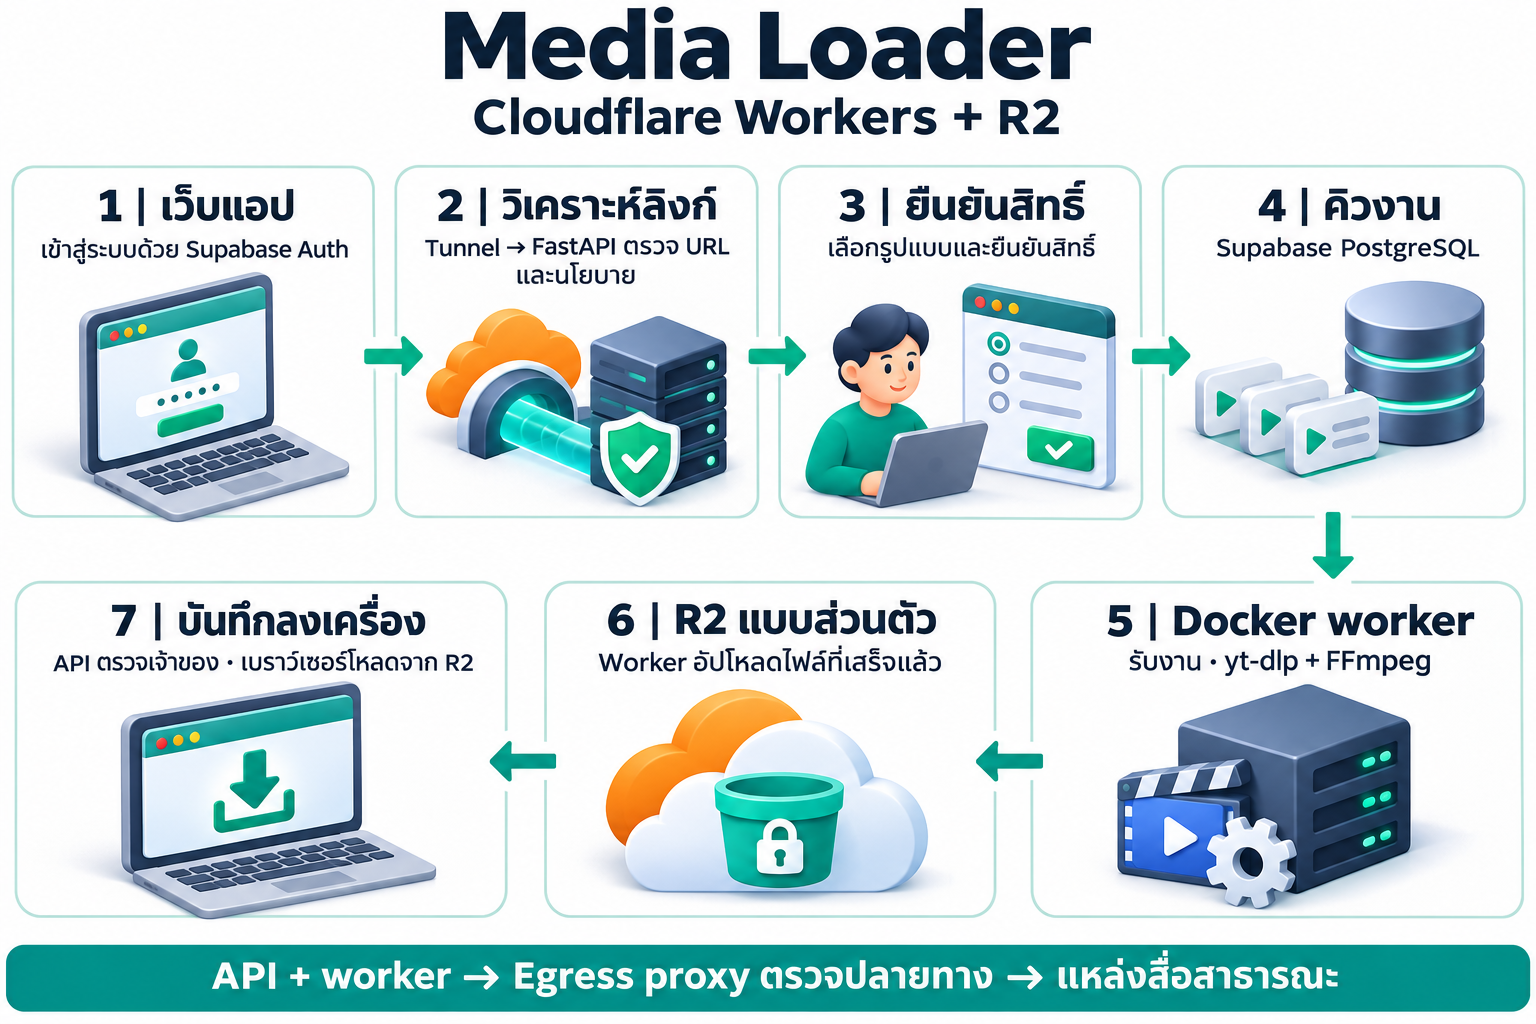 Media Loader
Cloudflare Workers + R2
1 | เว็บแอป
เข้าสู่ระบบด้วย Supabase Auth
2 | วิเคราะห์ลิงก์
Tunnel → FastAPI ตรวจ URL
และนโยบาย
3 | ยืนยันสิทธิ์
เลือกรูปแบบและยืนยันสิทธิ์
4 | คิวงาน
Supabase PostgreSQL
5 | Docker worker
รับงาน • yt-dlp + FFmpeg
6 | R2 แบบส่วนตัว
Worker อัปโหลดไฟล์ที่เสร็จแล้ว
7 | บันทึกลงเครื่อง
API ตรวจเจ้าของ • เบราว์เซอร์โหลดจาก R2
API + worker → Egress proxy ตรวจปลายทาง → แหล่งสื่อสาธารณะ